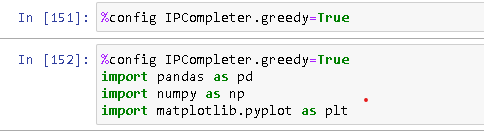 In [151]: %config IPCompleter.greedy=True
In [152]: %config IPCompleter.greedy=True
import pandas as pd
import numpy as np
import matplotlib.pyplot as plt